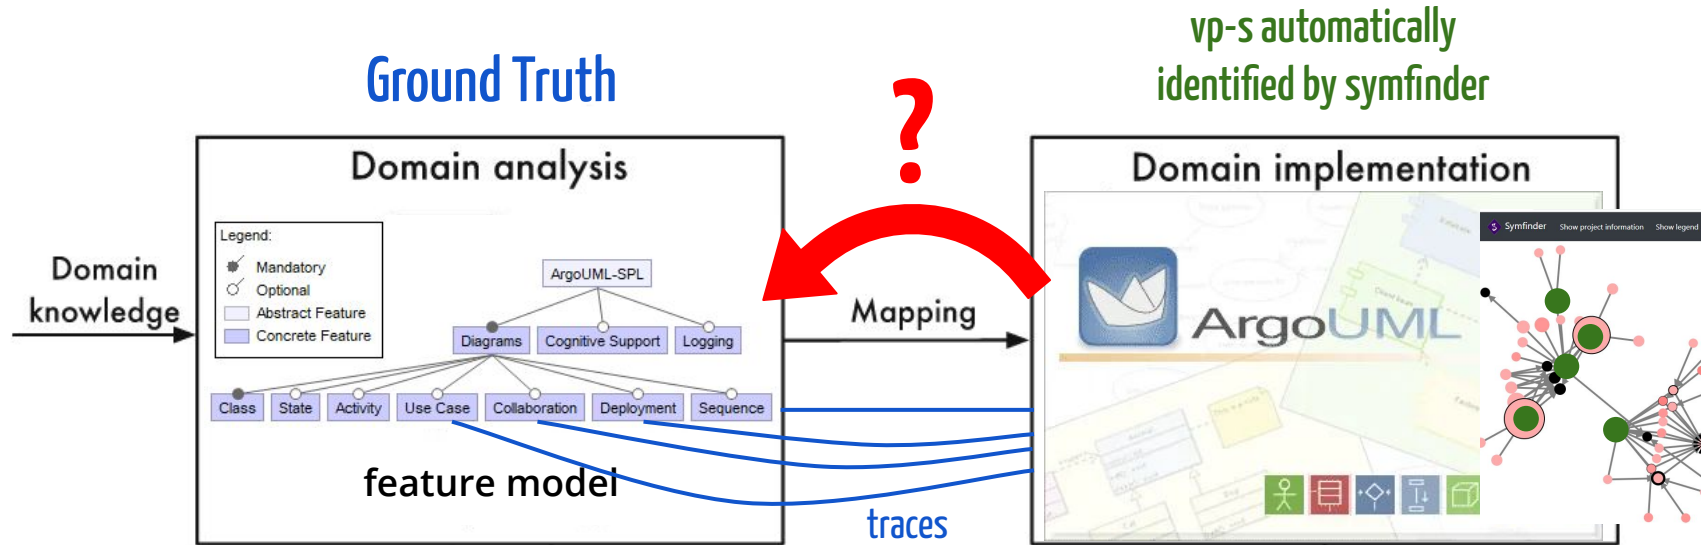 vp-s automatically
identified by symfinder
Ground Truth
?
Domain analysis
Domain implementation
Legend:
Mandatory
Optional
Abstract Feature
Concrete Feature
ArgoUML-SPL
Diagrams
Cognitive Support
Logging
Class
State
Activity
Use Case
Collaboration
Deployment
Sequence
feature model
Domain
knowledge
Mapping
traces
ArgoUML
S
Symfinder
Show project information
Show legend